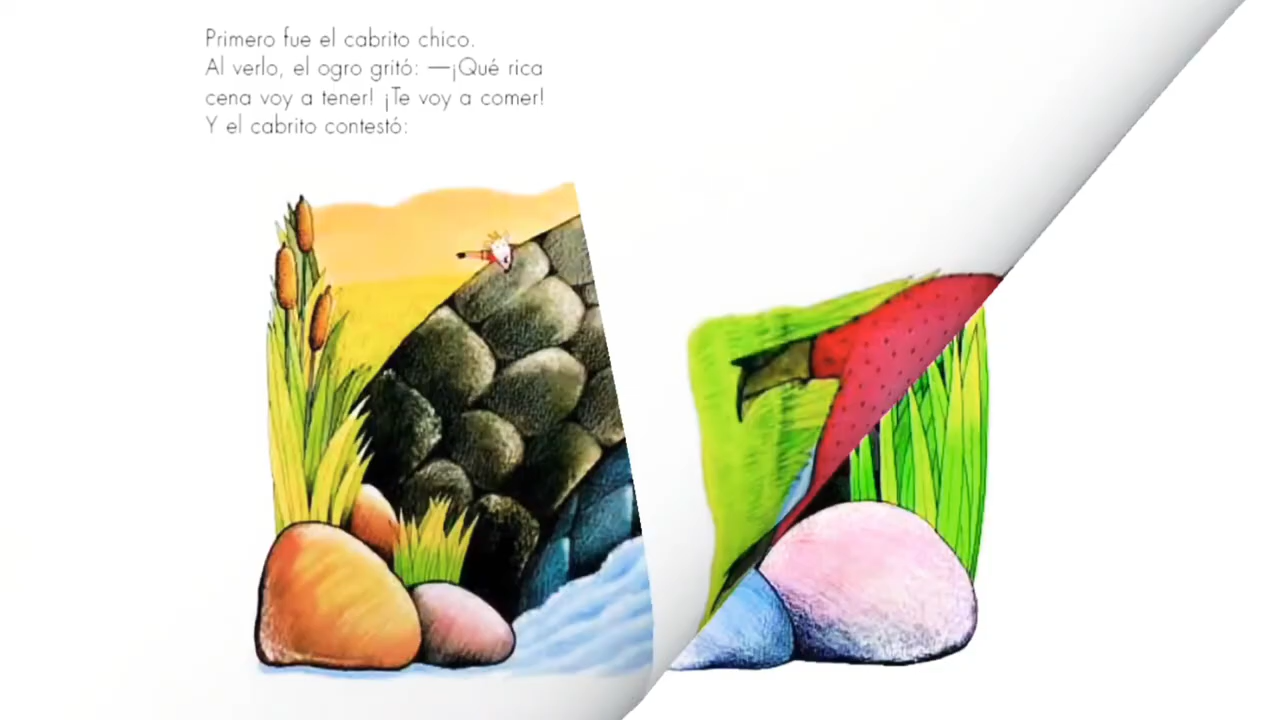 Primero fue el cabrito chico.
Al verlo, el ogro gritó: —¡Qué rica
cena voy a tener! ¡Te voy a comer!
Y el cabrito contestó: